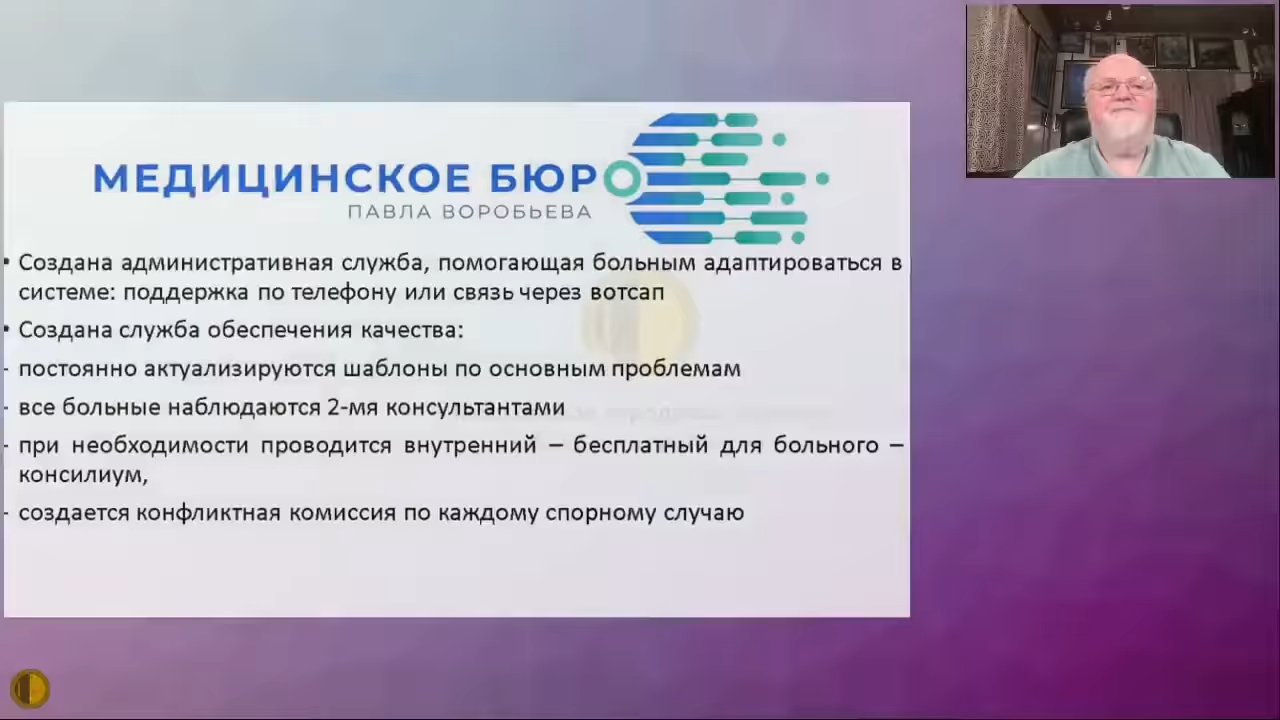 МЕДИЦИНСКОЕ БЮРО
ПАВЛА ВОРОБЬЕВА
• Создана административная служба, помогающая больным адаптироваться в
системе: поддержка по телефону или связь через вотсап
• Создана служба обеспечения качества:
- постоянно актуализируются шаблоны по основным проблемам
- все больные наблюдаются 2-мя консультантами
- при необходимости проводится внутренний – бесплатный для больного –
консилиум,
- создается конфликтная комиссия по каждому спорному случаю